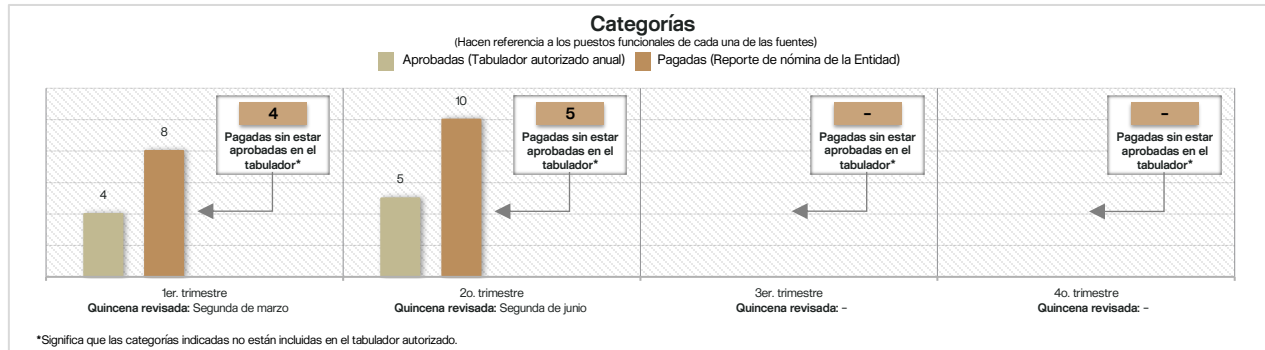 Categorías
(Hacen referencia a los puestos funcionales de cada una de las fuentes)
Aprobadas (Tabulador autorizado anual) Pagadas (Reporte de nómina de la Entidad)
4
8
4
Pagadas sin estar
aprobadas en el
tabulador*
5
10
5
Pagadas sin estar
aprobadas en el
tabulador*
-
Pagadas sin estar
aprobadas en el
tabulador*
-
Pagadas sin estar
aprobadas en el
tabulador*
1er. trimestre
Quincena revisada: Segunda de marzo
2o. trimestre
Quincena revisada: Segunda de junio
3er. trimestre
Quincena revisada: -
4o. trimestre
Quincena revisada: -
*Significa que las categorías indicadas no están incluidas en el tabulador autorizado.